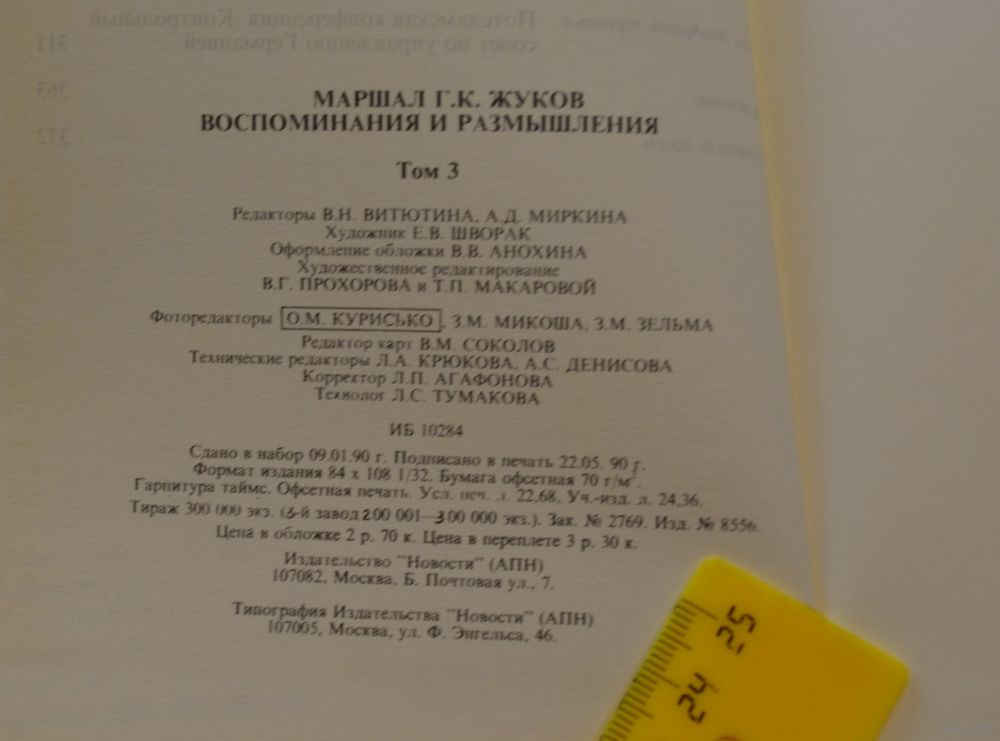 МАРШАЛ Г.К. ЖУКОВ
ВОСПОМИНАНИЯ И РАЗМЫШЛЕНИЯ
Том 3
Редакторы В.Н. ВИТЮТИНА, А.Д. МИРКИНА
Художник Е.В. ШВОРАК
Оформление обложки В.В. АНОХИНА
Художественное редактирование
В.Г. ПРОХОРОВА и Т.П. МАКАРОВОЙ
Фоторедакторы О.М. КУРИСЬКО, З.М. МИКОША, З.М. ЗЕЛЬМА
Редактор карт В.М. СОКОЛОВ
Технические редакторы Л.А. КРЮКОВА, А.С. ДЕНИСОВА
Корректор Л.П. АГАФОНОВА
Технолог Л.С. ТУМАКОВА
ИБ 10284
Сдано в набор 09.01.90 г. Подписано в печать 22.05. 90 г.
Формат издания 84 х 108 1/32. Бумага офсетная 70 г/м².
Гарнитура таймс. Офсетная печать. Усл. печ. л. 22,68. Уч.-изд. л. 24,36.
Тираж 300 000 экз. (3-й завод 200 001—300 000 экз.). Зак. № 2769. Изд. № 8556.
Цена в обложке 2 р. 70 к. Цена в переплете 3 р. 30 к.
Издательство "Новости" (АПН)
107082, Москва, Б. Почтовая ул., 7.
Типография Издательства "Новости" (АПН)
107005, Москва, ул. Ф. Энгельса, 46.
25
24